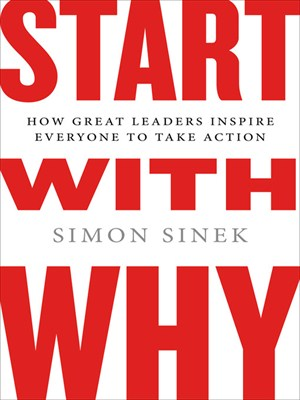 START
HOW GREAT LEADERS INSPIRE
EVERYONE TO TAKE ACTION
WITH
SIMON SINEK
WHY